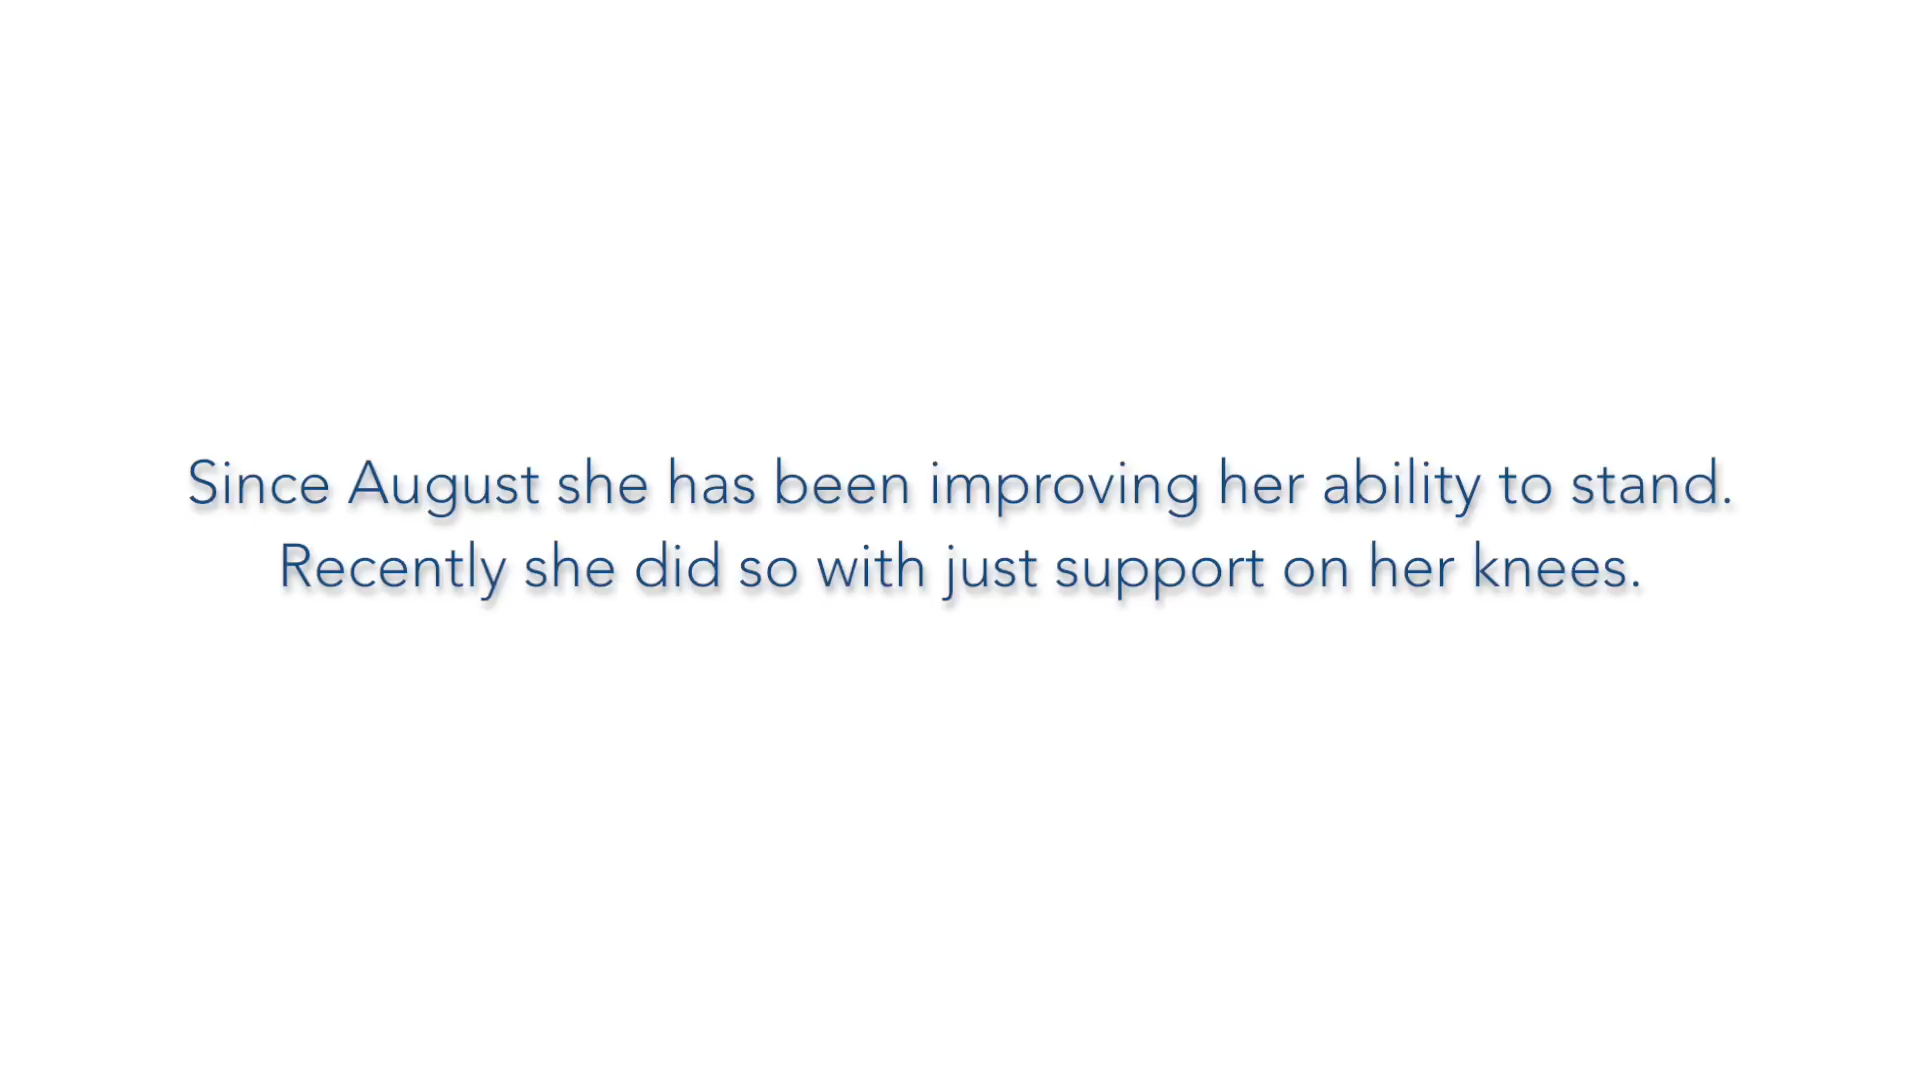 Since August she has been improving her ability to stand.
Recently she did so with just support on her knees.